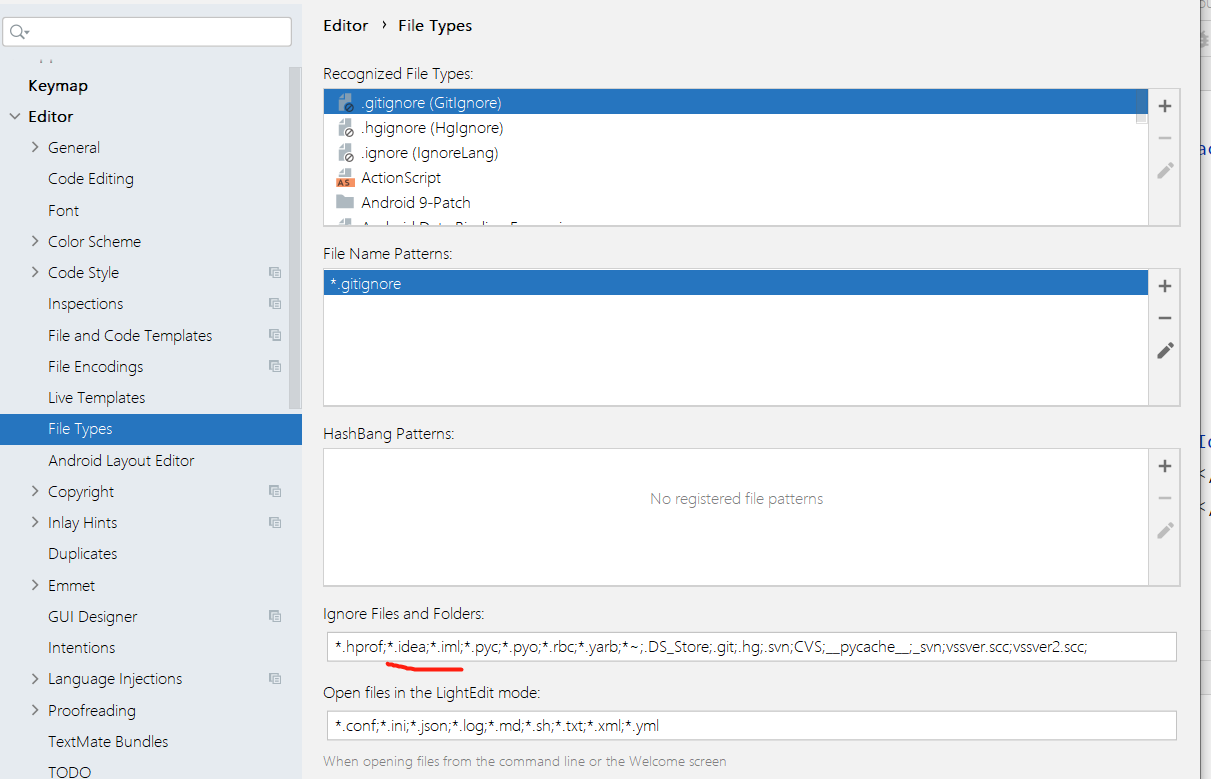 Editor › File Types
Keymap
Editor
General
Code Editing
Font
Color Scheme
Code Style
Inspections
File and Code Templates
File Encodings
Live Templates
File Types
Android Layout Editor
Copyright
Inlay Hints
Duplicates
Emmet
GUI Designer
Intentions
Language Injections
Proofreading
TextMate Bundles
TODO
Recognized File Types:
.gitignore (GitIgnore)
.hgignore (HgIgnore)
.ignore (IgnoreLang)
AS ActionScript
Android 9-Patch
File Name Patterns:
*.gitignore
HashBang Patterns:
No registered file patterns
Ignore Files and Folders:
*.hprof;*.idea;*.iml;*.pyc;*.pyo;*.rbc;*.yarb;*~;.DS_Store;.git;.hg;.svn;CVS;__pycache__;_svn;vssver.scc;vssver2.scc;
Open files in the LightEdit mode:
*.conf;*.ini;*.json;*.log;*.md;*.sh;*.txt;*.xml;*.yml
When opening files from the command line or the Welcome screen